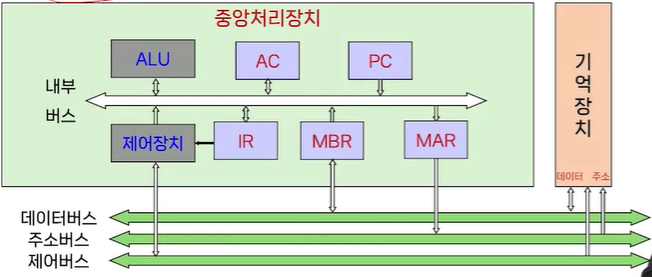 중앙처리장치
ALU
AC
PC
내부
버스
제어장치
IR
MBR
MAR
기억장치
데이터 주소
데이터버스
주소버스
제어버스